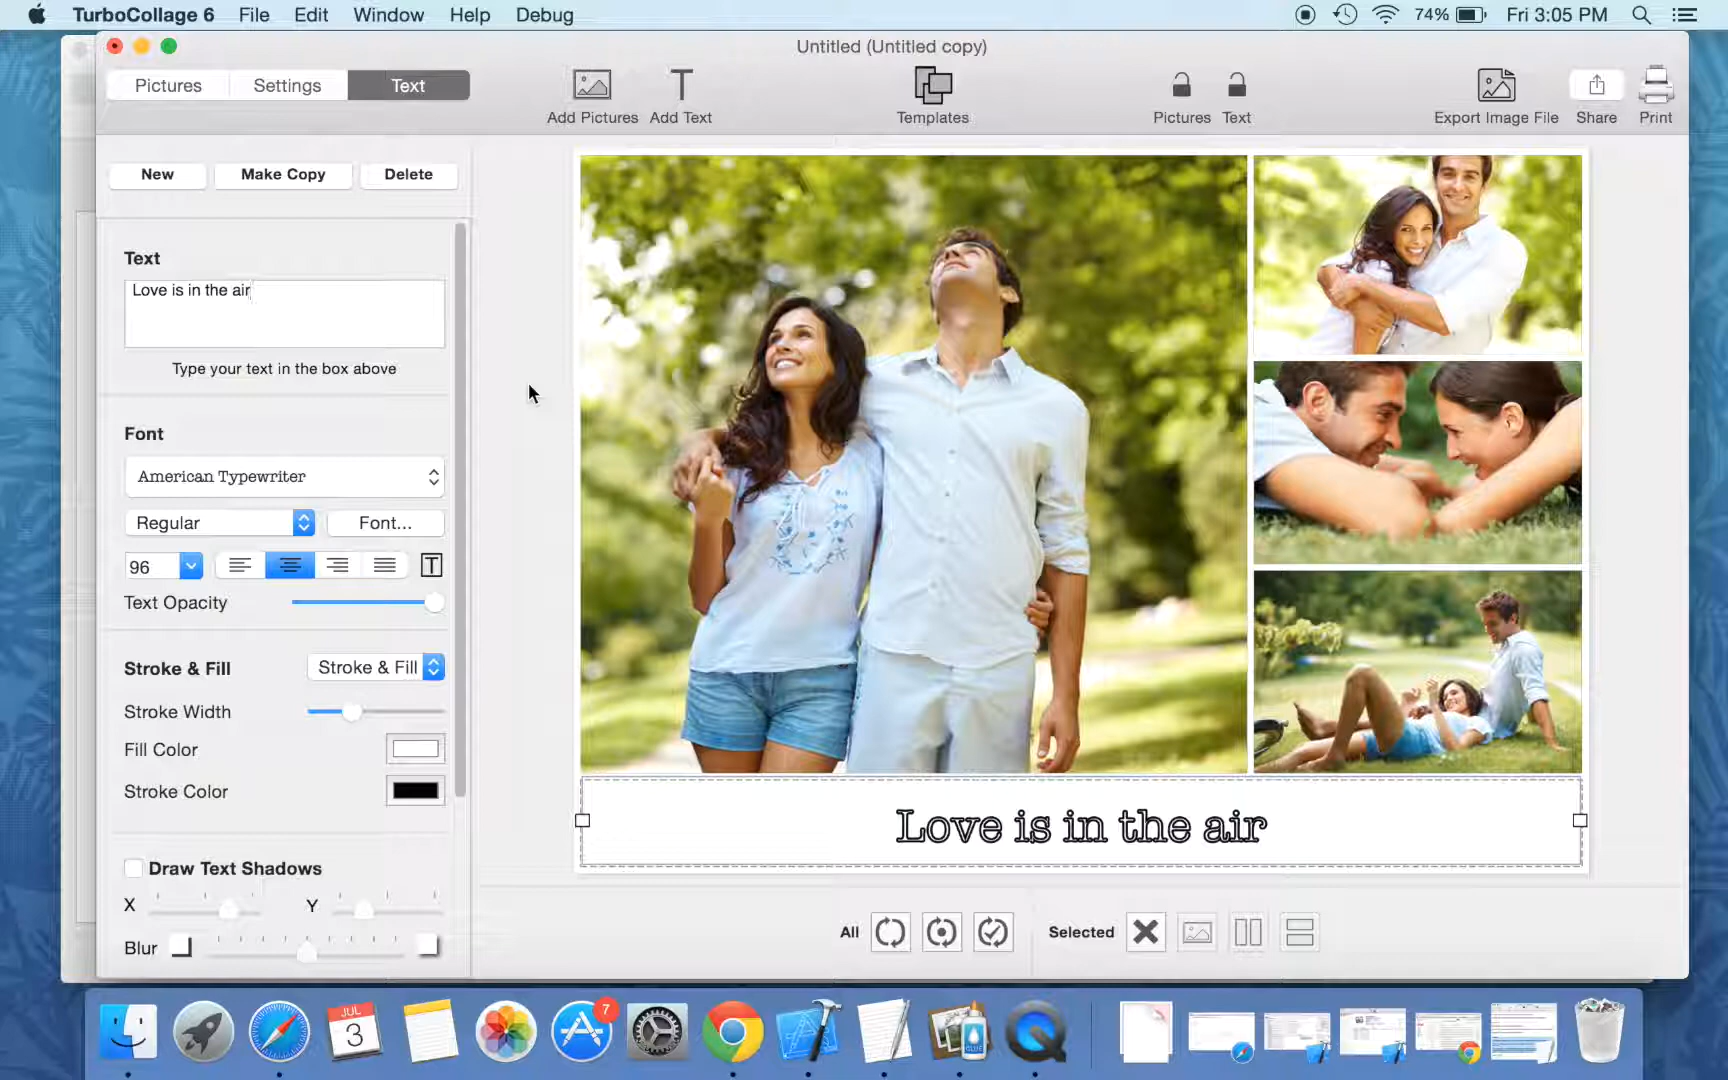 TurboCollage 6 File Edit Window Help Debug 74% Fri 3:05 PM
Untitled (Untitled copy)
Pictures Settings Text
Add Pictures Add Text Templates Pictures Text Export Image File Share Print
New Make Copy Delete
Text
Love is in the air
Type your text in the box above
Font
American Typewriter
Regular Font...
96 T
Text Opacity
Stroke & Fill Stroke & Fill
Stroke Width
Fill Color
Stroke Color
Love is in the air
Draw Text Shadows
X Y
Blur
All Selected
JUL
3
7
GLUE